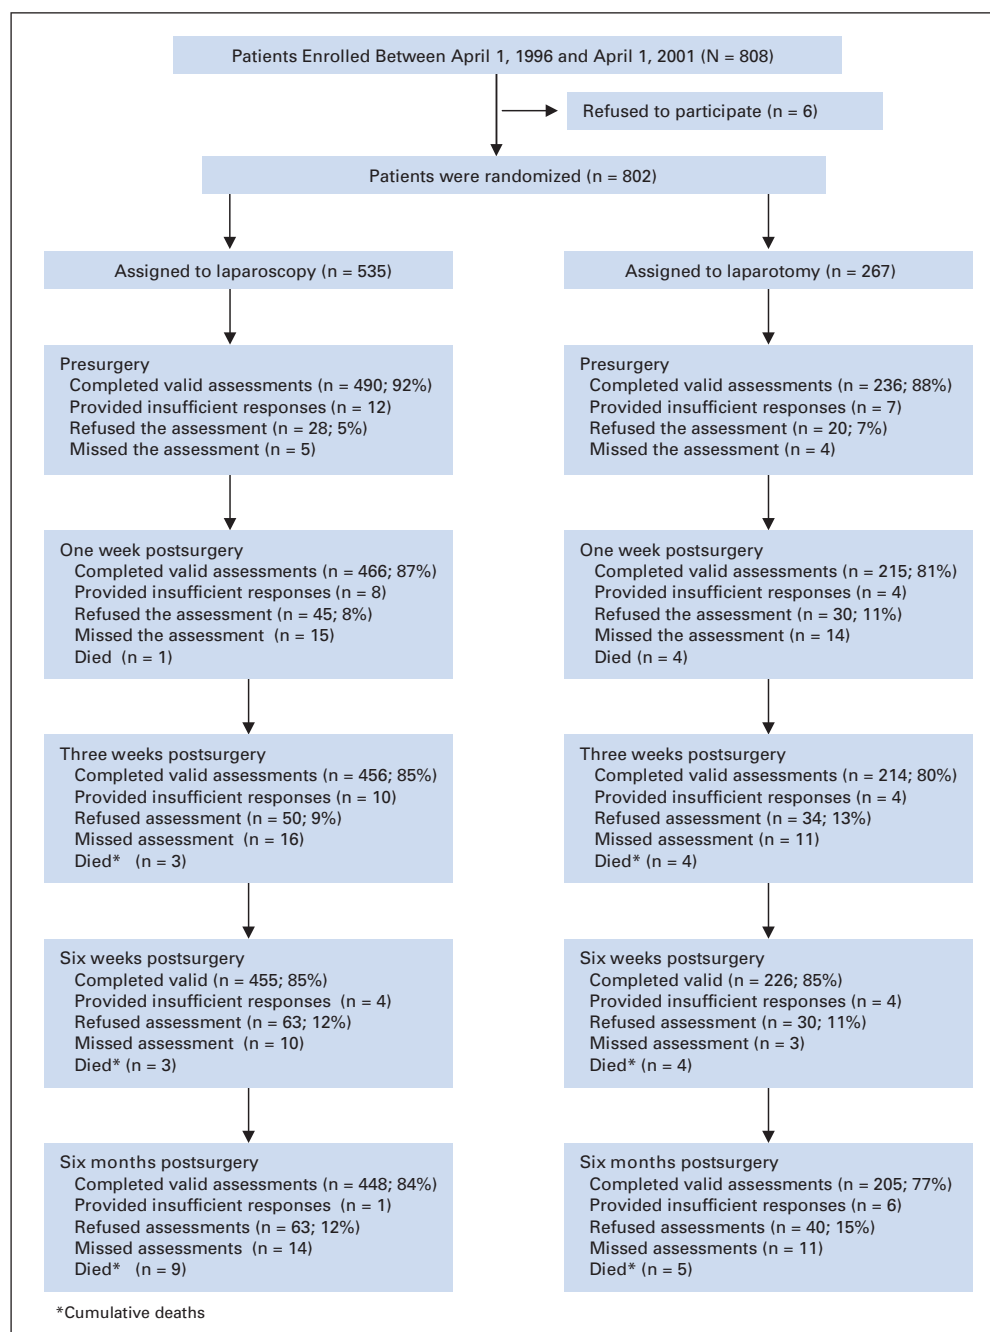 Patients Enrolled Between April 1, 1996 and April 1, 2001 (N = 808)
Refused to participate (n = 6)
Patients were randomized (n = 802)
Assigned to laparoscopy (n = 535)
Presurgery
Completed valid assessments (n = 490; 92%)
Provided insufficient responses (n = 12)
Refused the assessment (n = 28; 5%)
Missed the assessment (n = 5)
One week postsurgery
Completed valid assessments (n = 466; 87%)
Provided insufficient responses (n = 8)
Refused the assessment (n = 45; 8%)
Missed the assessment (n = 15)
Died (n = 1)
Three weeks postsurgery
Completed valid assessments (n = 456; 85%)
Provided insufficient responses (n = 10)
Refused assessment (n = 50; 9%)
Missed assessment (n = 16)
Died* (n = 3)
Six weeks postsurgery
Completed valid (n = 455; 85%)
Provided insufficient responses (n = 4)
Refused assessment (n = 63; 12%)
Missed assessment (n = 10)
Died* (n = 3)
Six months postsurgery
Completed valid assessments (n = 448; 84%)
Provided insufficient responses (n = 1)
Refused assessments (n = 63; 12%)
Missed assessments (n = 14)
Died* (n = 9)
Assigned to laparotomy (n = 267)
Presurgery
Completed valid assessments (n = 236; 88%)
Provided insufficient responses (n = 7)
Refused the assessment (n = 20; 7%)
Missed the assessment (n = 4)
One week postsurgery
Completed valid assessments (n = 215; 81%)
Provided insufficient responses (n = 4)
Refused the assessment (n = 30; 11%)
Missed the assessment (n = 14)
Died (n = 4)
Three weeks postsurgery
Completed valid assessments (n = 214; 80%)
Provided insufficient responses (n = 4)
Refused assessment (n = 34; 13%)
Missed assessment (n = 11)
Died* (n = 4)
Six weeks postsurgery
Completed valid (n = 226; 85%)
Provided insufficient responses (n = 4)
Refused assessment (n = 30; 11%)
Missed assessment (n = 3)
Died* (n = 4)
Six months postsurgery
Completed valid assessments (n = 205; 77%)
Provided insufficient responses (n = 6)
Refused assessments (n = 40; 15%)
Missed assessments (n = 11)
Died* (n = 5)
*Cumulative deaths